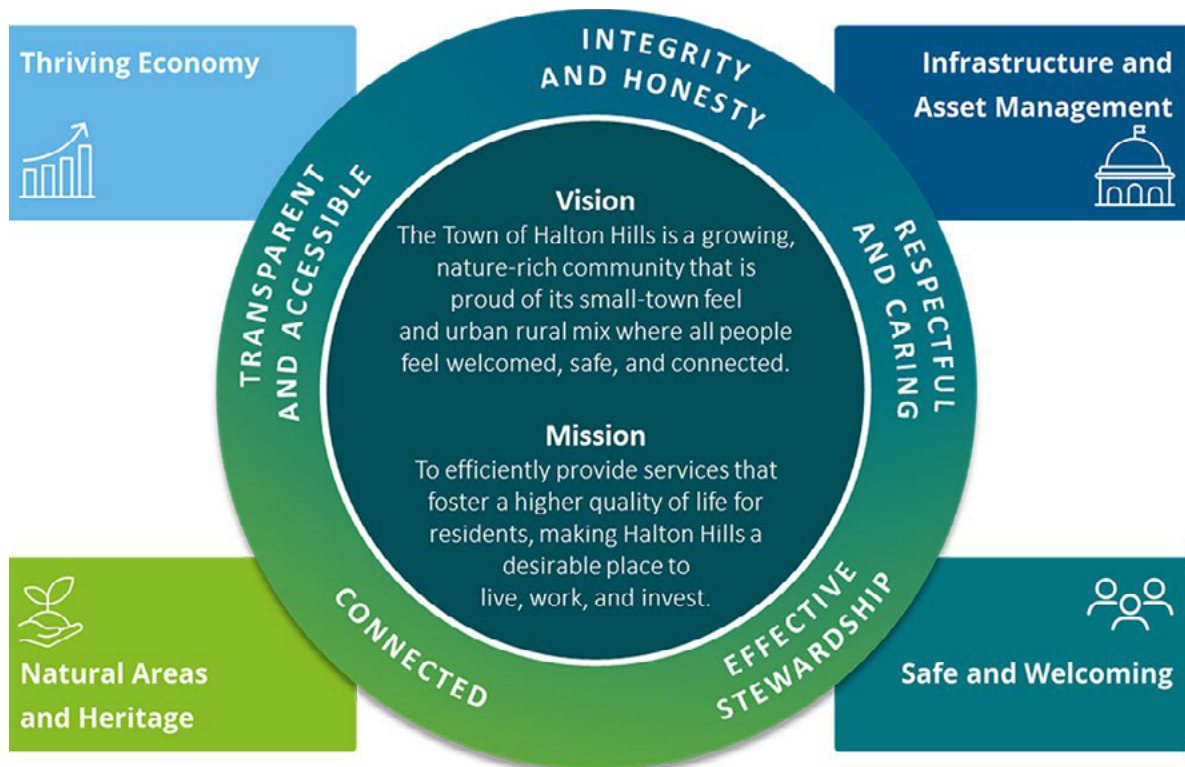 Thriving Economy
INTEGRITY
AND HONESTY
Infrastructure and
Asset Management
TRANSPARENT
AND ACCESSIBLE
RESPECTFUL
AND CARING
Vision
The Town of Halton Hills is a growing,
nature-rich community that is
proud of its small-town feel
and urban rural mix where all people
feel welcomed, safe, and connected.
Mission
To efficiently provide services that
foster a higher quality of life for
residents, making Halton Hills a
desirable place to
live, work, and invest.
CONNECTED
EFFECTIVE
STEWARDSHIP
Natural Areas
and Heritage
Safe and Welcoming